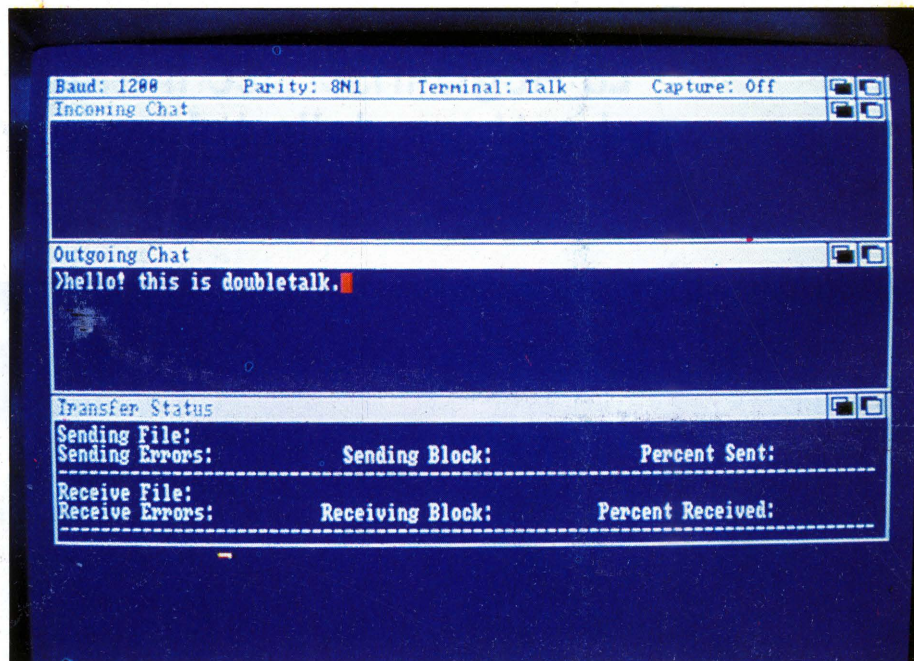 Baud: 1200 Parity: 8N1 Terminal: Talk Capture: Off
Incoming Chat
Outgoing Chat
>hello! this is doubletalk.
Transfer Status
Sending File:
Sending Errors: Sending Block: Percent Sent:
Receive File:
Receive Errors: Receiving Block: Percent Received: